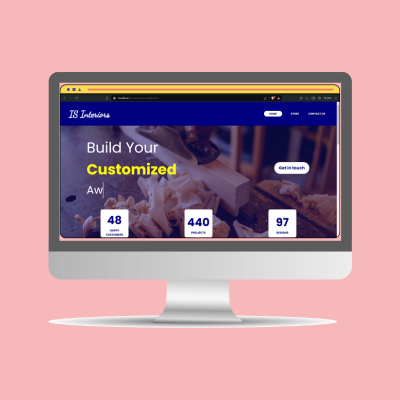 IS Interiors
HOME
STORE
CONTACT US
Build Your
Customized
Aw
Get in touch
48
HAPPY
CUSTOMERS
440
PROJECTS
97
DESIGNS